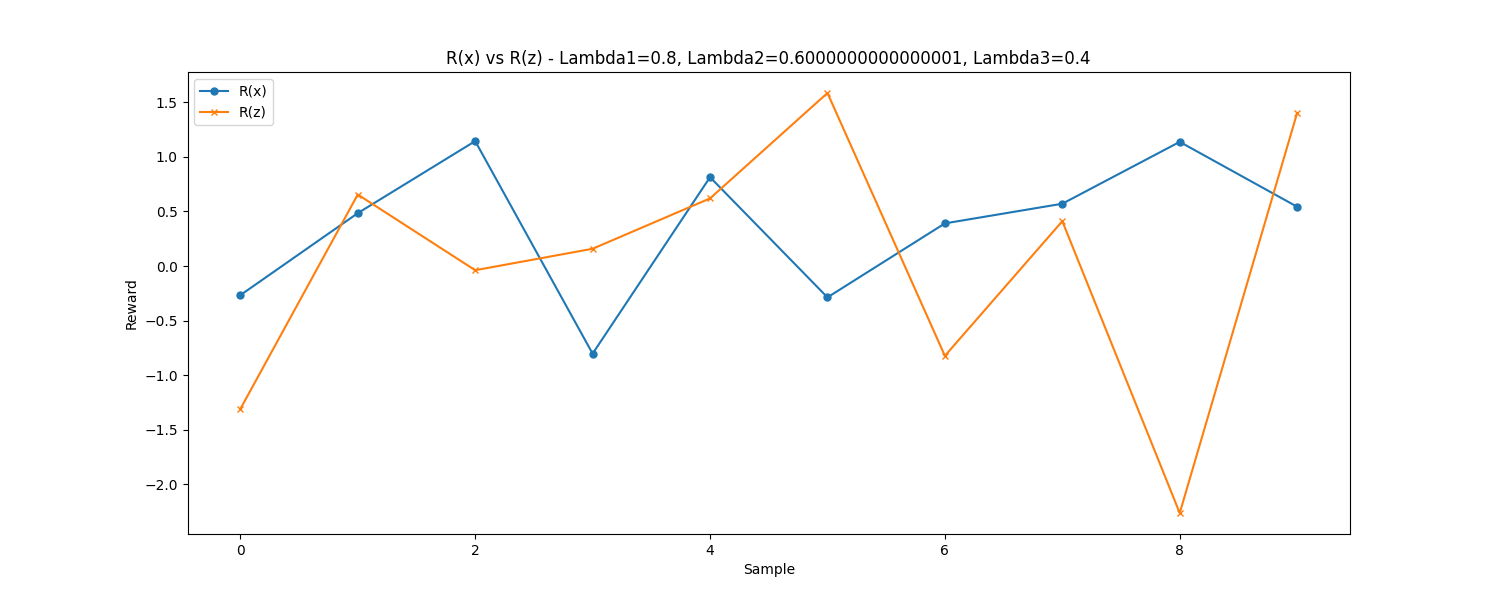 R(x) vs R(z) - Lambda1=0.8, Lambda2=0.6000000000000001, Lambda3=0.4
R(x)
R(z)
1.5
1.0
0.5
0.0
−0.5
−1.0
−1.5
−2.0
Reward
0 2 4 6 8
Sample